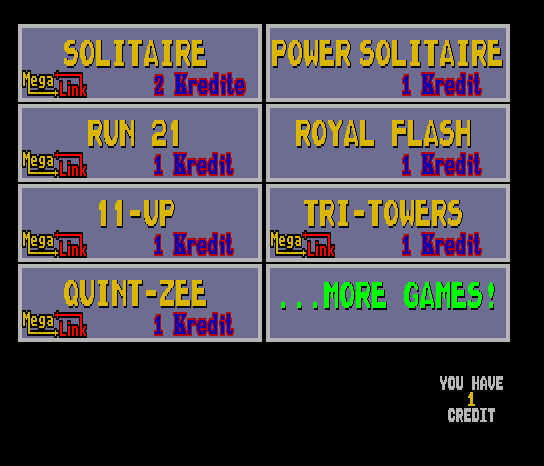 SOLITAIRE
Mega Link 2 Kredite
POWER SOLITAIRE
1 Kredit
RUN 21
Mega Link 1 Kredit
ROYAL FLASH
1 Kredit
11-UP
Mega Link 1 Kredit
TRI-TOWERS
Mega Link 1 Kredit
QUINT-ZEE
Mega Link 1 Kredit
...MORE GAMES!
YOU HAVE
1
CREDIT